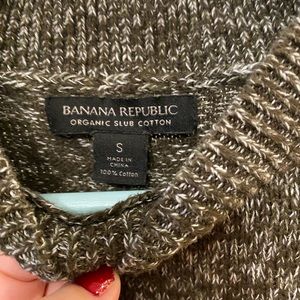 BANANA REPUBLIC
ORGANIC SLUB COTTON
S
MADE IN
CHINA
100% Cotton